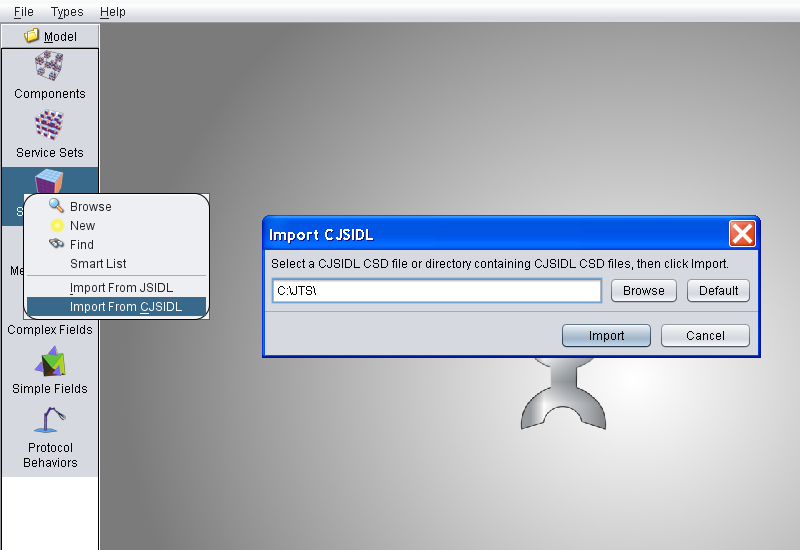 File Types Help
Model
Components
Service Sets
S
Browse
New
Find
Smart List
Me
Import From JSIDL
Import From CJSIDL
Complex Fields
Simple Fields
Protocol
Behaviors
Import CJSIDL
Select a CJSIDL CSD file or directory containing CJSIDL CSD files, then click Import.
C:\JTS\
Browse
Default
Import
Cancel